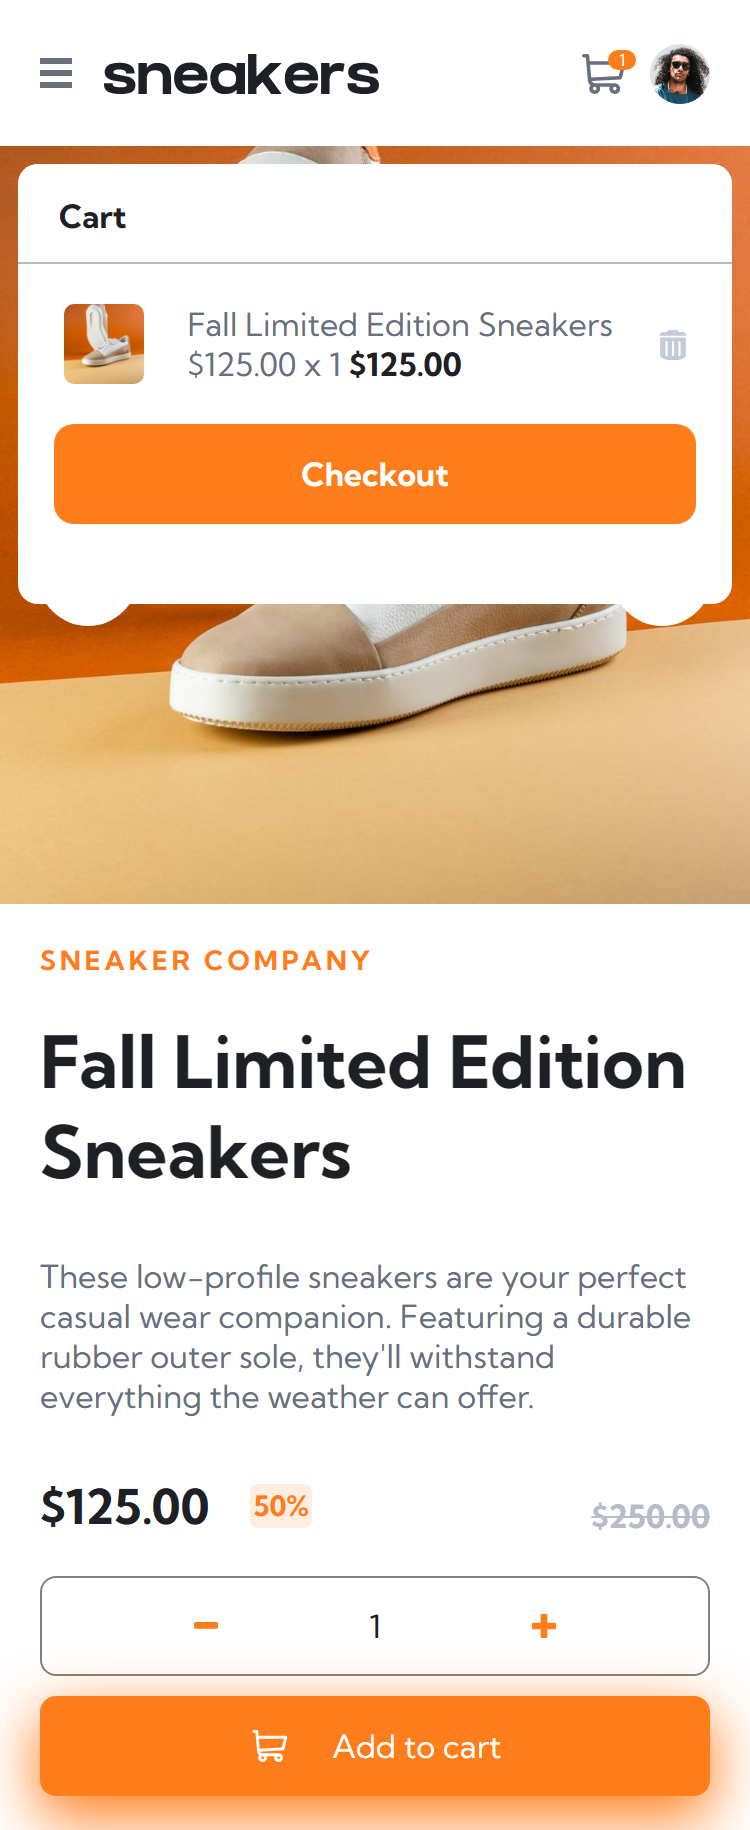 sneakers
1
Cart
Fall Limited Edition Sneakers
$125.00 x 1 $125.00
Checkout
SNEAKER COMPANY
Fall Limited Edition
Sneakers
These low-profile sneakers are your perfect
casual wear companion. Featuring a durable
rubber outer sole, they'll withstand
everything the weather can offer.
$125.00 50% $250.00
1
Add to cart